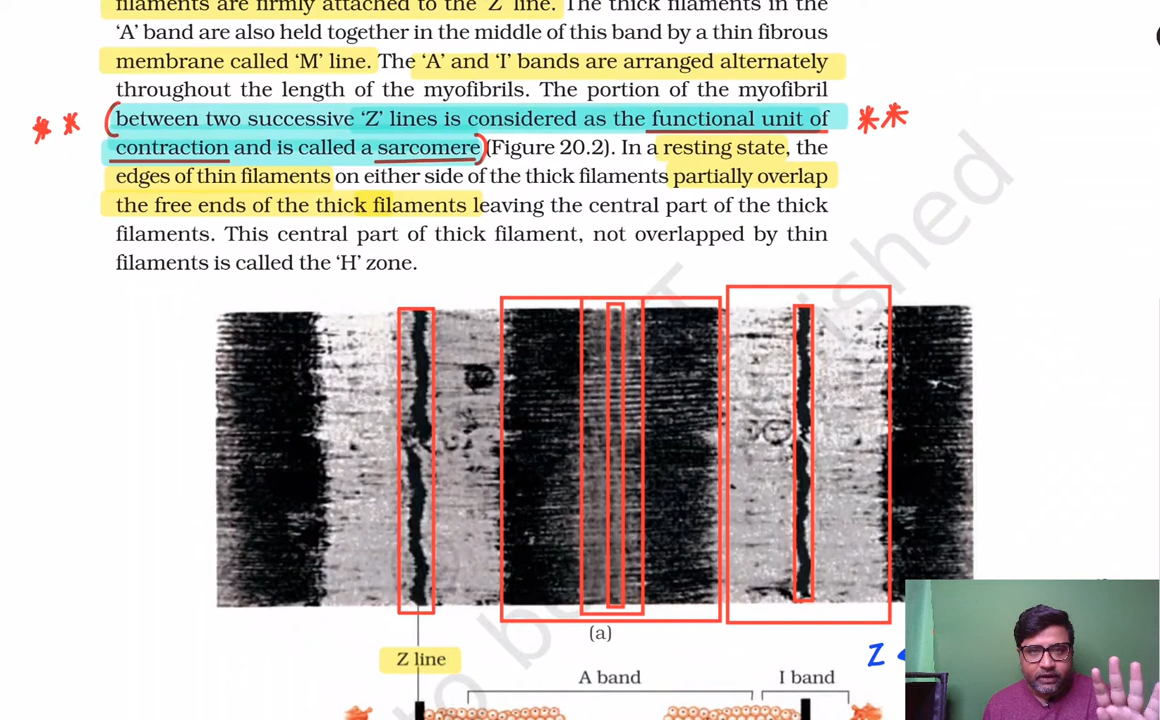 filaments are firmly attached to the ‘Z’ line. The thick filaments in the
‘A’ band are also held together in the middle of this band by a thin fibrous
membrane called ‘M’ line. The ‘A’ and ‘I’ bands are arranged alternately
throughout the length of the myofibrils. The portion of the myofibril
between two successive ‘Z’ lines is considered as the functional unit of
contraction and is called a sarcomere (Figure 20.2). In a resting state, the
edges of thin filaments on either side of the thick filaments partially overlap
the free ends of the thick filaments leaving the central part of the thick
filaments. This central part of thick filament, not overlapped by thin
filaments is called the ‘H’ zone.
(a)
Z line
Z
A band
I band